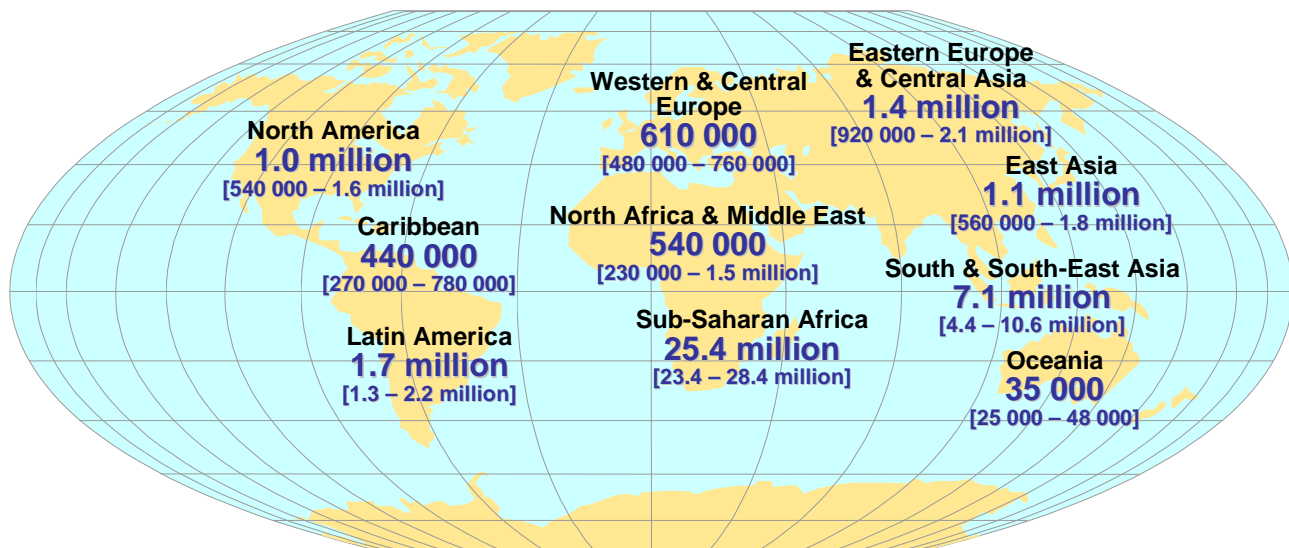 Eastern Europe
& Central Asia
1.4 million
[920 000 – 2.1 million]
Western & Central
Europe
610 000
[480 000 – 760 000]
North America
1.0 million
[540 000 – 1.6 million]
East Asia
1.1 million
[560 000 – 1.8 million]
Caribbean
440 000
[270 000 – 780 000]
North Africa & Middle East
540 000
[230 000 – 1.5 million]
South & South-East Asia
7.1 million
[4.4 – 10.6 million]
Latin America
1.7 million
[1.3 – 2.2 million]
Sub-Saharan Africa
25.4 million
[23.4 – 28.4 million]
Oceania
35 000
[25 000 – 48 000]